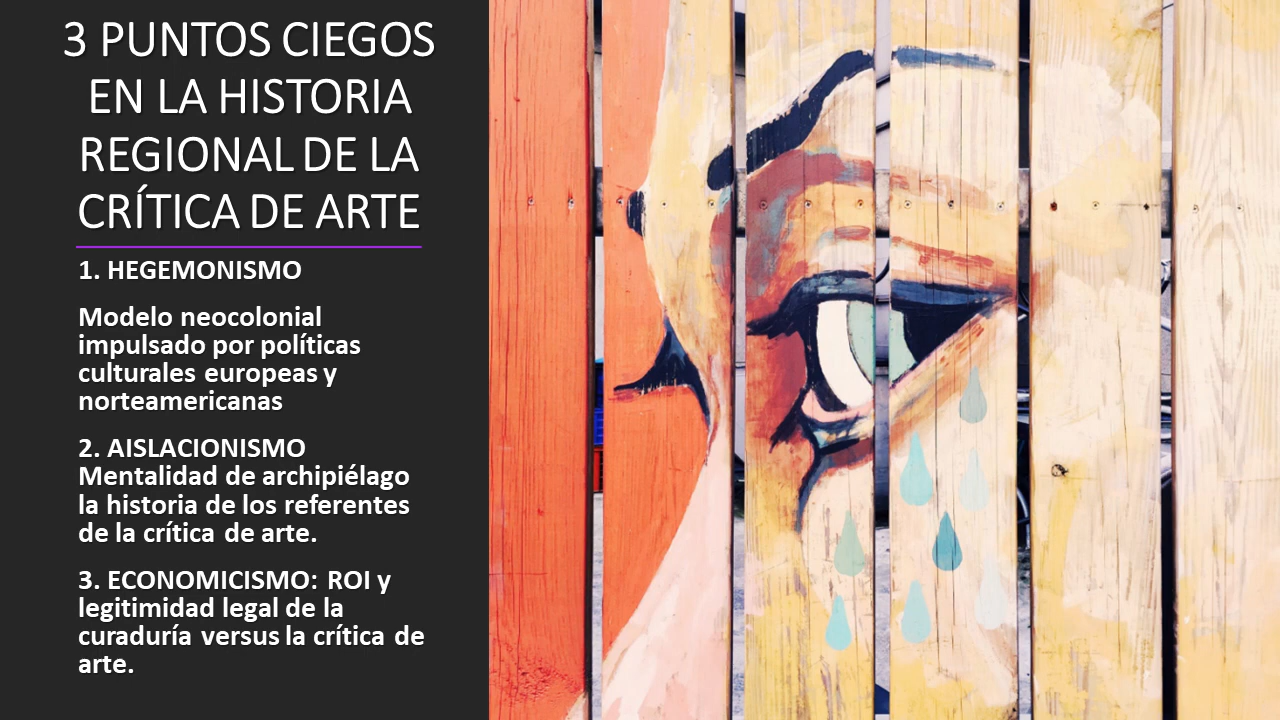 3 PUNTOS CIEGOS
EN LA HISTORIA
REGIONAL DE LA
CRÍTICA DE ARTE
1. HEGEMONISMO
Modelo neocolonial
impulsado por políticas
culturales europeas y
norteamericanas
2. AISLACIONISMO
Mentalidad de archipiélago
la historia de los referentes
de la crítica de arte.
3. ECONOMICISMO: ROI y
legitimidad legal de la
curaduría versus la crítica de
arte.